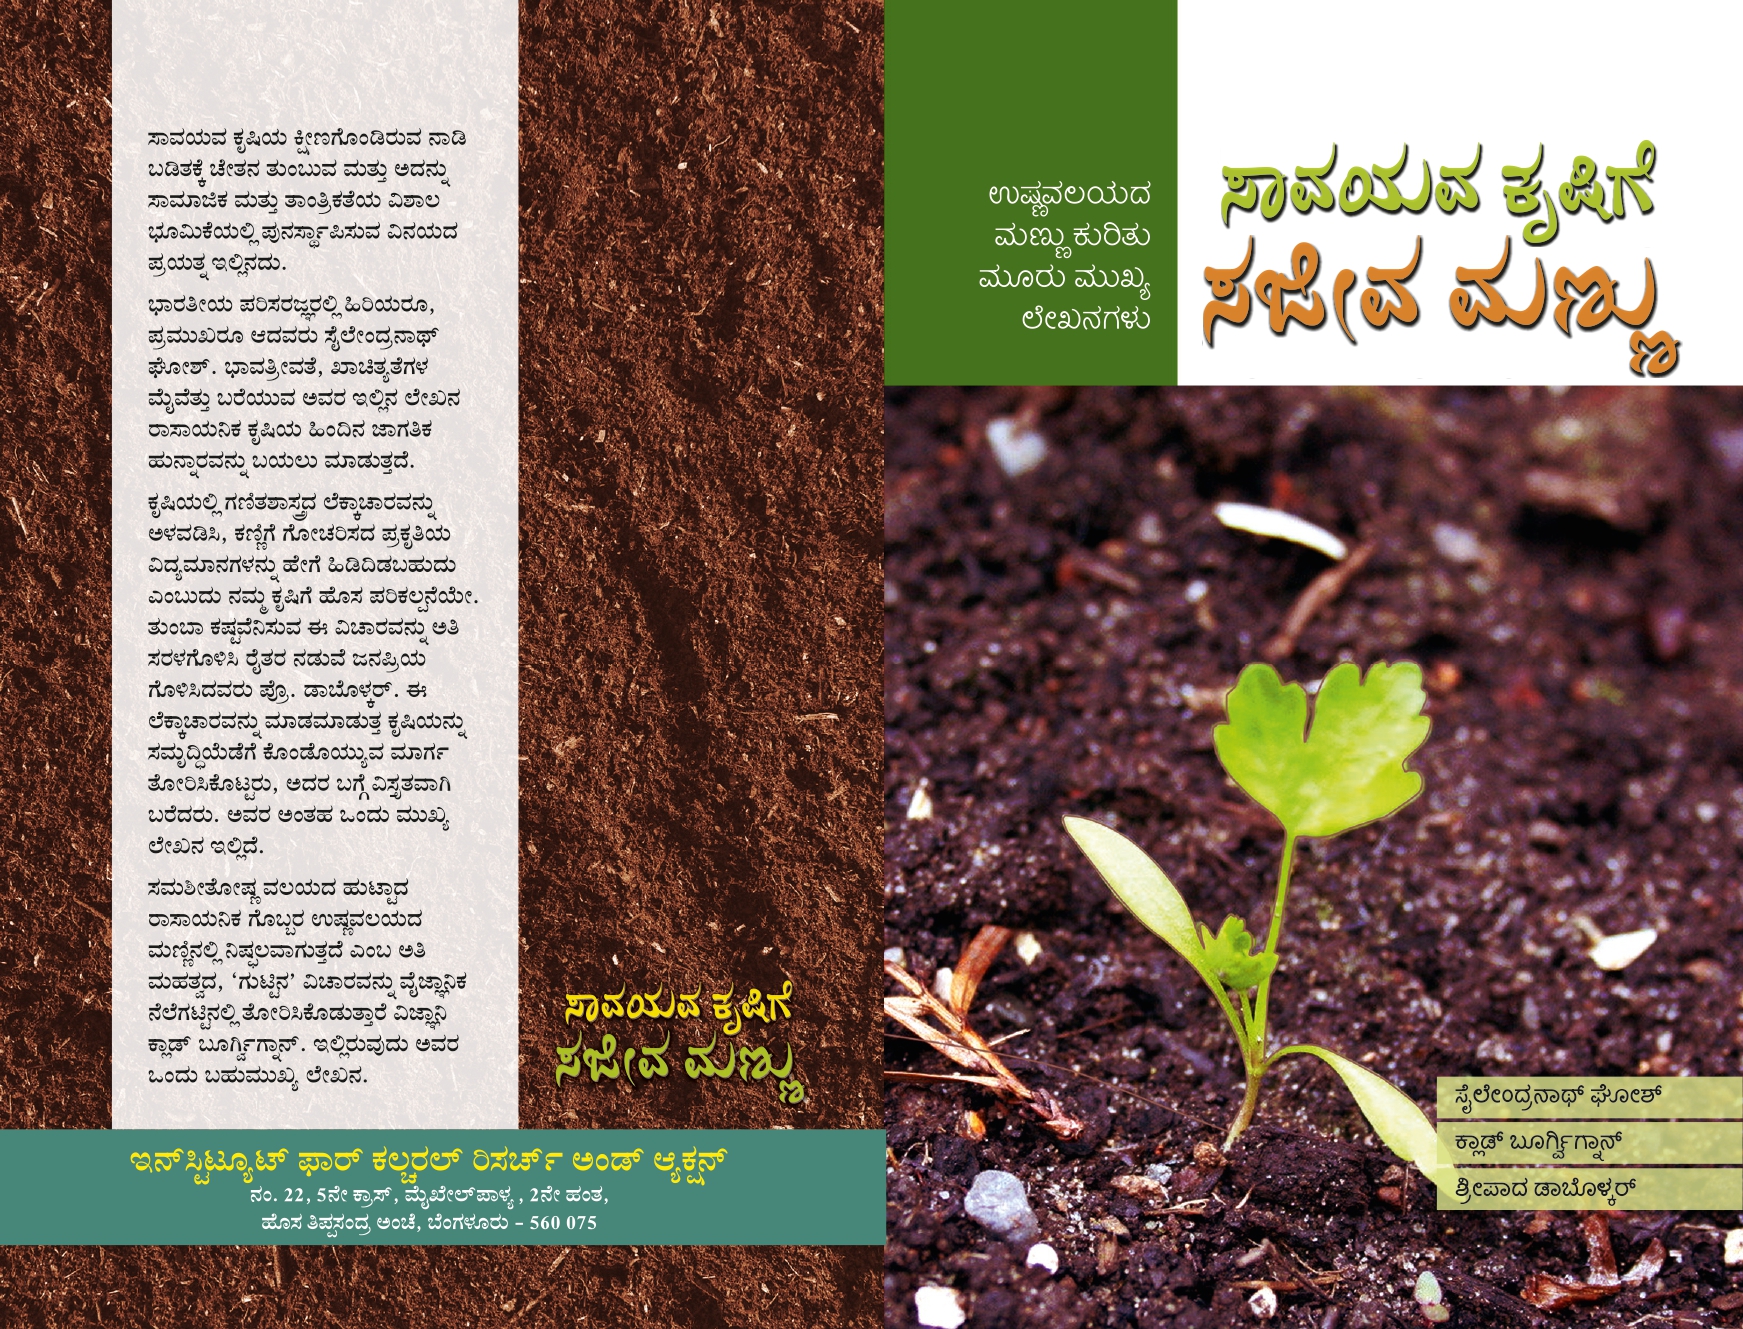 ಸಾವಯವ ಕೃಷಿಯ ಕ್ಷೀಣಗೊಂಡಿರುವ ನಾಡಿ
ಬಡಿತಕ್ಕೆ ಚೇತನ ತುಂಬುವ ಮತ್ತು ಅದನ್ನು
ಸಾಮಾಜಿಕ ಮತ್ತು ತಾಂತ್ರಿಕತೆಯ ವಿಶಾಲ
ಭೂಮಿಕೆಯಲ್ಲಿ ಪುನರ್ಸ್ಥಾಪಿಸುವ ವಿನಯದ
ಪ್ರಯತ್ನ ಇಲ್ಲಿನದು.
ಭಾರತೀಯ ಪರಿಸರಜ್ಞರಲ್ಲಿ ಹಿರಿಯರೂ,
ಪ್ರಮುಖರೂ ಆದವರು ಸೈಲೇಂದ್ರನಾಥ್
ಘೋಶ್. ಭಾವತ್ರೀವತೆ, ಖಾಚಿತ್ಯತೆಗಳ
ಮೈವೆತ್ತು ಬರೆಯುವ ಅವರ ಇಲ್ಲಿನ ಲೇಖನ
ರಾಸಾಯನಿಕ ಕೃಷಿಯ ಹಿಂದಿನ ಜಾಗತಿಕ
ಹುನ್ನಾರವನ್ನು ಬಯಲು ಮಾಡುತ್ತದೆ.
ಕೃಷಿಯಲ್ಲಿ ಗಣಿತಶಾಸ್ತ್ರದ ಲೆಕ್ಕಾಚಾರವನ್ನು
ಅಳವಡಿಸಿ, ಕಣ್ಣಿಗೆ ಗೋಚರಿಸದ ಪ್ರಕೃತಿಯ
ವಿದ್ಯಮಾನಗಳನ್ನು ಹೇಗೆ ಹಿಡಿದಿಡಬಹುದು
ಎಂಬುದು ನಮ್ಮ ಕೃಷಿಗೆ ಹೊಸ ಪರಿಕಲ್ಪನೆಯೇ.
ತುಂಬಾ ಕಷ್ಟವೆನಿಸುವ ಈ ವಿಚಾರವನ್ನು ಅತಿ
ಸರಳಗೊಳಿಸಿ ರೈತರ ನಡುವೆ ಜನಪ್ರಿಯ
ಗೊಳಿಸಿದವರು ಪ್ರೊ. ಡಾಬೊಳ್ಕರ್. ಈ
ಲೆಕ್ಕಾಚಾರವನ್ನು ಮಾಡಮಾಡುತ್ತ ಕೃಷಿಯನ್ನು
ಸಮೃದ್ಧಿಯೆಡೆಗೆ ಕೊಂಡೊಯ್ಯುವ ಮಾರ್ಗ
ತೋರಿಸಿಕೊಟ್ಟರು, ಅದರ ಬಗ್ಗೆ ವಿಸ್ತೃತವಾಗಿ
ಬರೆದರು. ಅವರ ಅಂತಹ ಒಂದು ಮುಖ್ಯ
ಲೇಖನ ಇಲ್ಲಿದೆ.
ಸಮಶೀತೋಷ್ಣ ವಲಯದ ಹುಟ್ಟಾದ
ರಾಸಾಯನಿಕ ಗೊಬ್ಬರ ಉಷ್ಣವಲಯದ
ಮಣ್ಣಿನಲ್ಲಿ ನಿಷ್ಫಲವಾಗುತ್ತದೆ ಎಂಬ ಅತಿ
ಮಹತ್ವದ, ‘ಗುಟ್ಟಿನ’ ವಿಚಾರವನ್ನು ವೈಜ್ಞಾನಿಕ
ನೆಲೆಗಟ್ಟಿನಲ್ಲಿ ತೋರಿಸಿಕೊಡುತ್ತಾರೆ ವಿಜ್ಞಾನಿ
ಕ್ಲಾಡ್ ಬೂರ್ಗ್ವಿಗ್ನಾನ್. ಇಲ್ಲಿರುವುದು ಅವರ
ಒಂದು ಬಹುಮುಖ್ಯ ಲೇಖನ.
ಸಾವಯವ ಕೃಷಿಗೆ
ಸಜೀವ ಮಣ್ಣು
ಇನ್‌ಸ್ಟಿಟ್ಯೂಟ್ ಫಾರ್ ಕಲ್ಚರಲ್ ರಿಸರ್ಚ್ ಅಂಡ್ ಆ್ಯಕ್ಷನ್
ನಂ. 22, 5ನೇ ಕ್ರಾಸ್, ಮೈಖೇಲ್‌ಪಾಳ್ಯ, 2ನೇ ಹಂತ,
ಹೊಸ ತಿಪ್ಪಸಂದ್ರ ಅಂಚೆ, ಬೆಂಗಳೂರು - 560 075
ಉಷ್ಣವಲಯದ
ಮಣ್ಣು ಕುರಿತು
ಮೂರು ಮುಖ್ಯ
ಲೇಖನಗಳು
ಸಾವಯವ ಕೃಷಿಗೆ
ಸಜೀವ ಮಣ್ಣು
ಸೈಲೇಂದ್ರನಾಥ್ ಘೋಶ್
ಕ್ಲಾಡ್ ಬೂರ್ಗ್ವಿಗ್ನಾನ್
ಶ್ರೀಪಾದ ಡಾಬೊಳ್ಕರ್